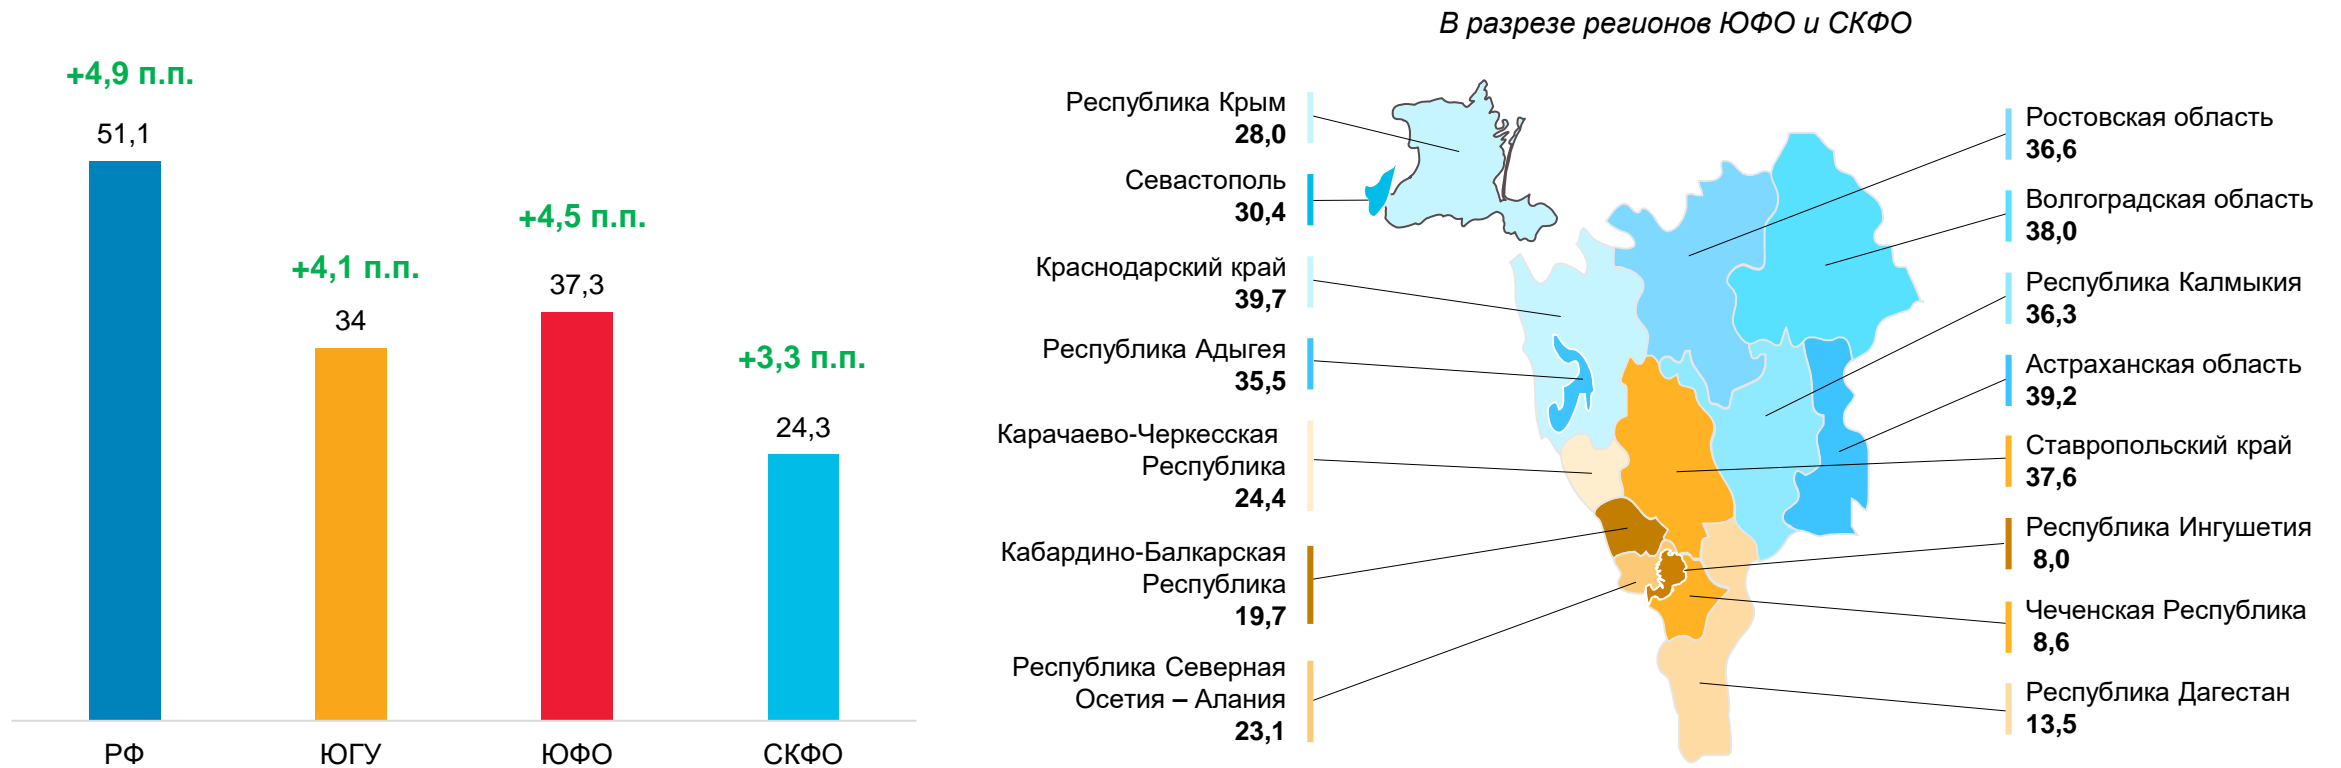 +4,9 п.п.
51,1
+4,1 п.п.
34
+4,5 п.п.
37,3
+3,3 п.п.
24,3
РФ
ЮГУ
ЮФО
СКФО
В разрезе регионов ЮФО и СКФО
Республика Крым
28,0
Севастополь
30,4
Краснодарский край
39,7
Республика Адыгея
35,5
Карачаево-Черкесская
Республика
24,4
Кабардино-Балкарская
Республика
19,7
Республика Северная
Осетия – Алания
23,1
Ростовская область
36,6
Волгоградская область
38,0
Республика Калмыкия
36,3
Астраханская область
39,2
Ставропольский край
37,6
Республика Ингушетия
8,0
Чеченская Республика
8,6
Республика Дагестан
13,5